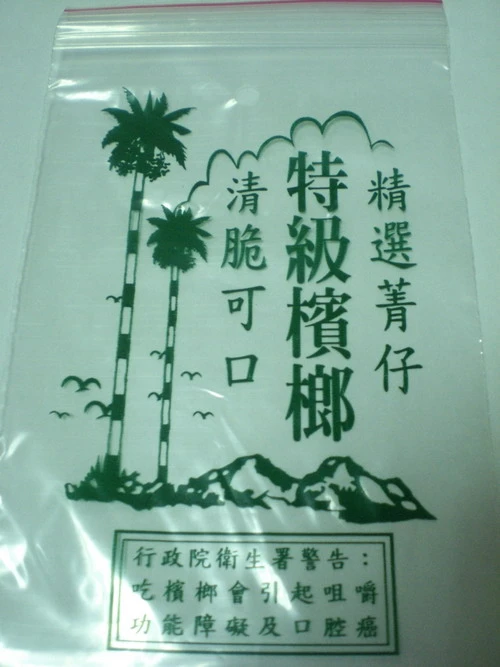 精選菁仔
特級檳榔
清脆可口
行政院衛生署警告：
吃檳榔會引起咀嚼
功能障礙及口腔癌